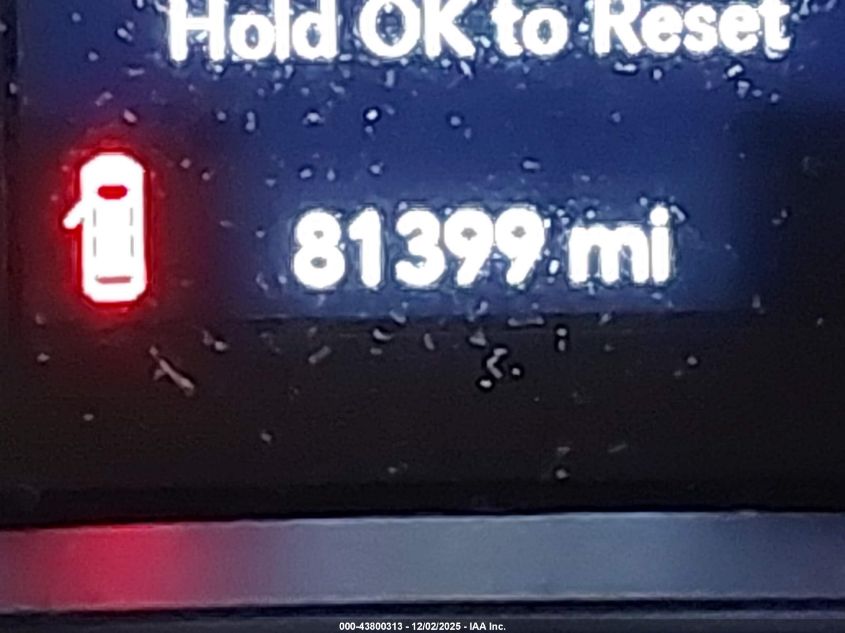 Hold OK to Reset
81399 mi
000-43800313 - 12/02/2025 - IAA Inc.